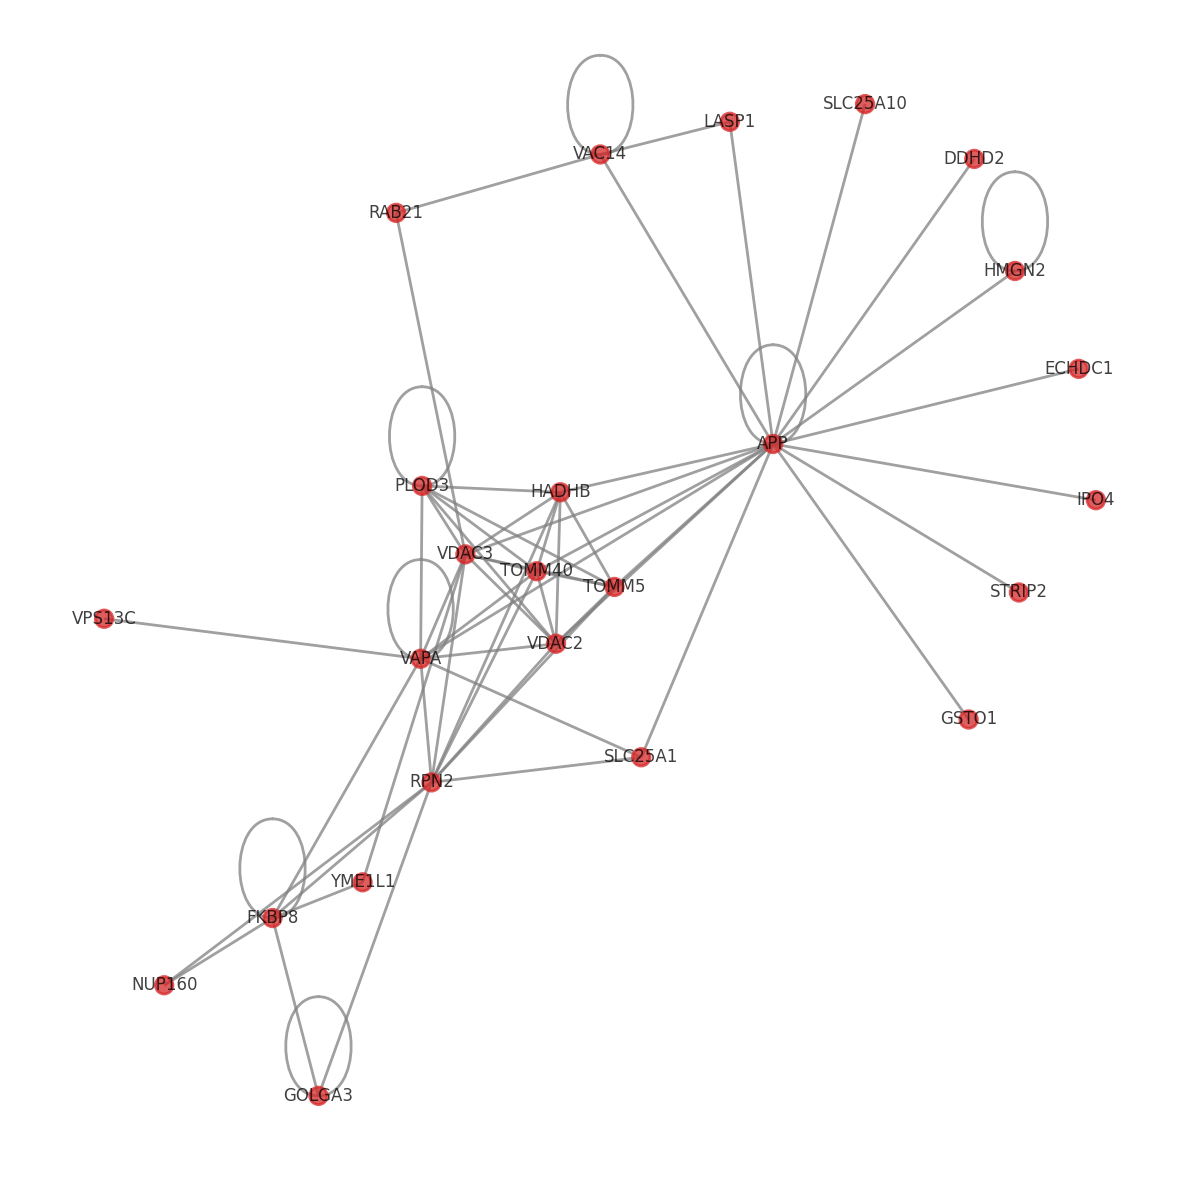 SLC25A10
LASP1
VAC14
DDHD2
RAB21
HMGN2
ECHDC1
APP
PLOD3
HADHB
IPO4
VDAC3
TOMM40
TOMM5
STRIP2
VPS13C
VDAC2
VAPA
GSTO1
SLC25A1
RPN2
YME1L1
FKBP8
NUP160
GOLGA3